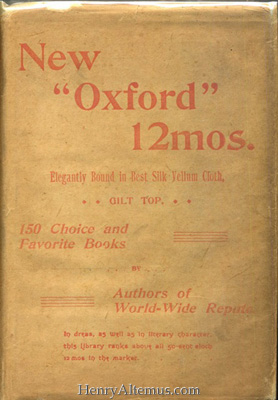 New
"Oxford"
12mos.
Elegantly Bound in Best Silk Vellum Cloth,
GILT TOP.
150 Choice and
Favorite Books
BY
Authors of
World-Wide Repute
In dress, as well as in literary character,
this library ranks above all 50-cent cloth
12mos in the market.
HenryAltemus.com